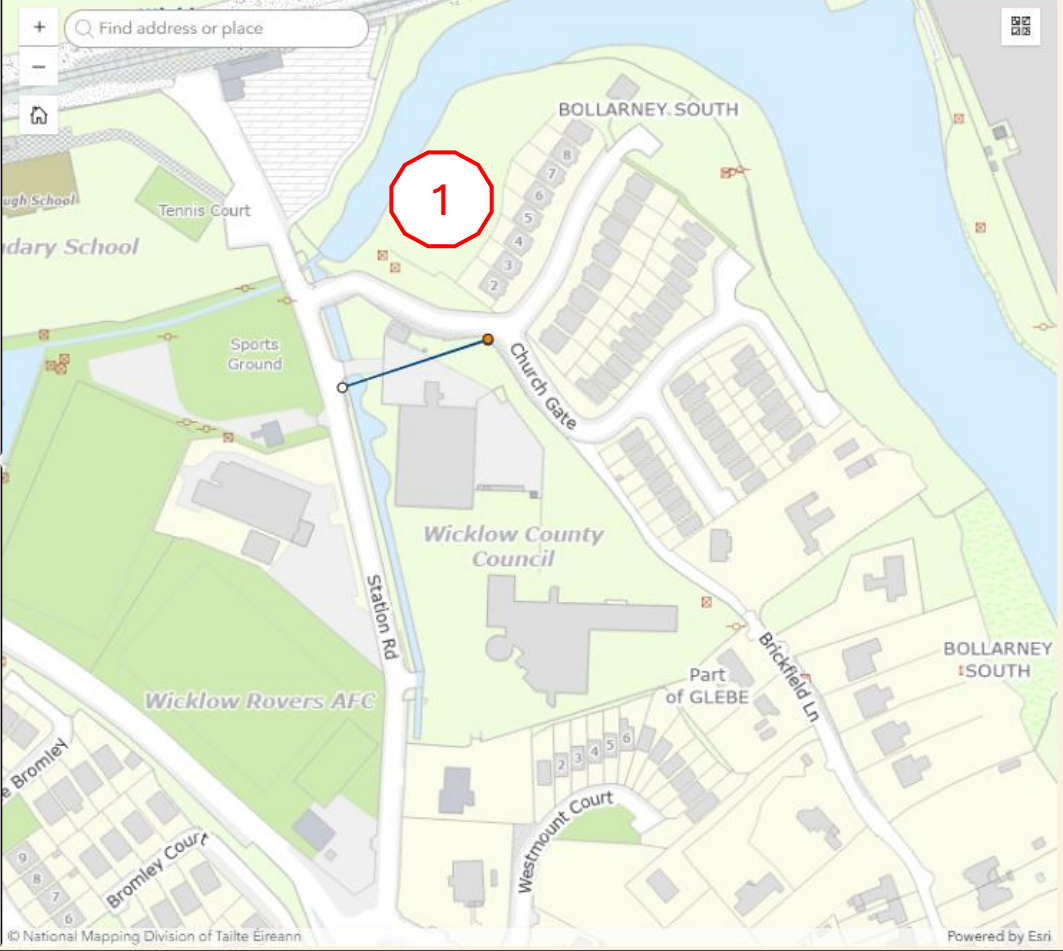 Wickl
+
Find address or place
−
BOLLARNEY SOUTH
1
8
7
6
5
4
3
2
ugh School
Tennis Court
dary School
Sports
Ground
Church Gate
Wicklow County
Council
Station Rd
Brickfield Ln
BOLLARNEY
SOUTH
Part
of GLEBE
Wicklow Rovers AFC
2 3 4 5 6
e Bromley
Westmount Court
Bromley Court
9
8
7
6
© National Mapping Division of Tailte Éireann
Powered by Esri